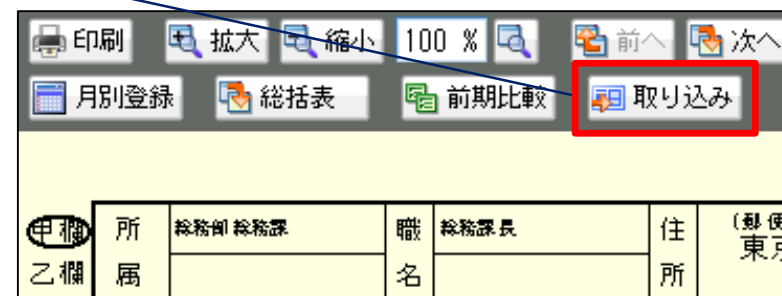 印刷 拡大 縮小 100 % 前へ 次へ
月別登録 総括表 前期比較 取り込み
甲欄 所 総務部 総務課 職 総務課長 住 (郵便
東京
乙欄 属 名 所